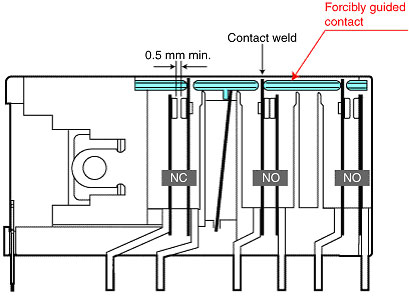 Forcibly guided
contact
Contact weld
0.5 mm min.
NC
NO
NO